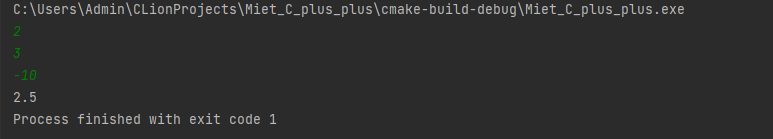 C:\Users\Admin\CLionProjects\Miet_C_plus_plus\cmake-build-debug\Miet_C_plus_plus.exe
2
3
-10
2.5
Process finished with exit code 1